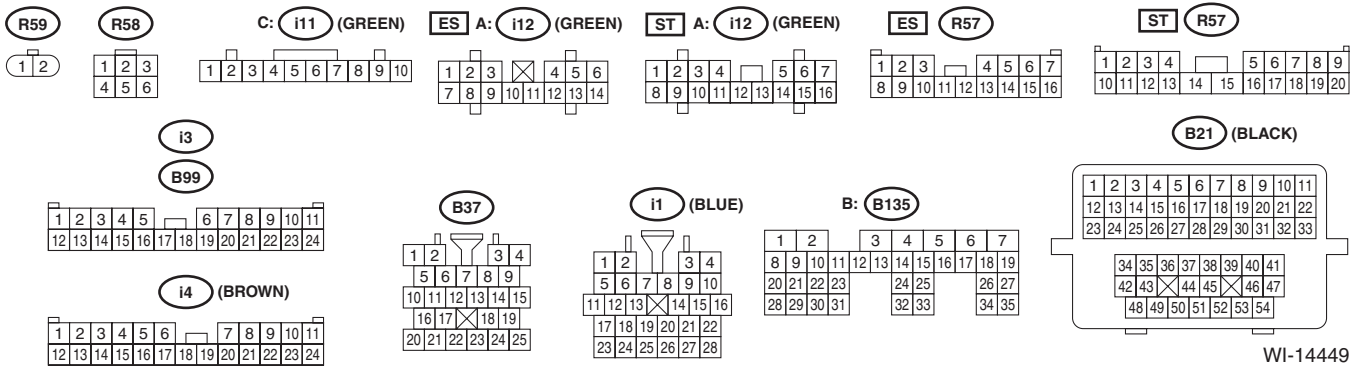 R59 R58 C: i11 (GREEN) ES A: i12 (GREEN) ST A: i12 (GREEN) ES R57 ST R57
1 2
1 2 3
4 5 6
1 2 3 4 5 6 7 8 9 10
1 2 3 4 5 6
7 8 9 10 11 12 13 14
1 2 3 4 5 6 7
8 9 10 11 12 13 14 15 16
1 2 3 4 5 6 7
8 9 10 11 12 13 14 15 16
1 2 3 4 5 6 7 8 9
10 11 12 13 14 15 16 17 18 19 20
i3
B99
1 2 3 4 5 6 7 8 9 10 11
12 13 14 15 16 17 18 19 20 21 22 23 24
i4 (BROWN)
1 2 3 4 5 6 7 8 9 10 11
12 13 14 15 16 17 18 19 20 21 22 23 24
B37
1 2 3 4
5 6 7 8 9
10 11 12 13 14 15
16 17 18 19
20 21 22 23 24 25
i1 (BLUE)
1 2 3 4
5 6 7 8 9 10
11 12 13 14 15 16
17 18 19 20 21 22
23 24 25 26 27 28
B: B135
1 2 3 4 5 6 7
8 9 10 11 12 13 14 15 16 17 18 19
20 21 22 23 24 25 26 27
28 29 30 31 32 33 34 35
B21 (BLACK)
1 2 3 4 5 6 7 8 9 10 11
12 13 14 15 16 17 18 19 20 21 22
23 24 25 26 27 28 29 30 31 32 33
34 35 36 37 38 39 40 41
42 43 44 45 46 47
48 49 50 51 52 53 54
WI-14449